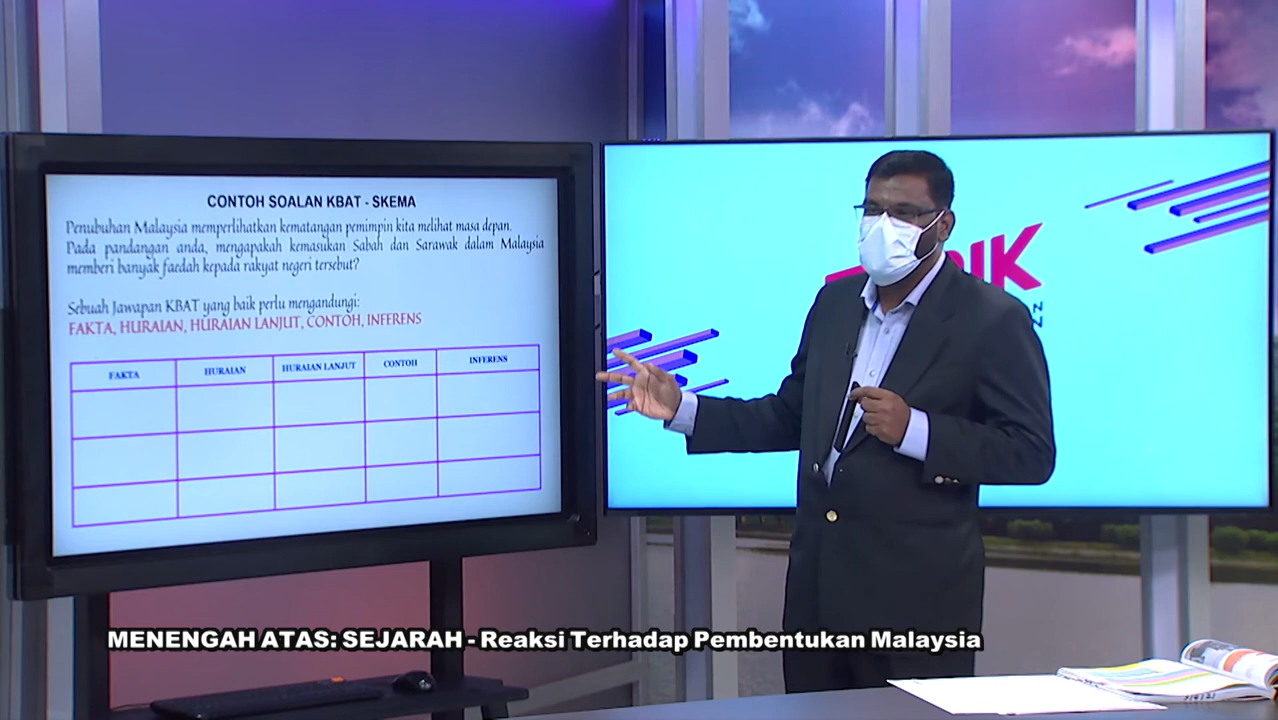 CONTOH SOALAN KBAT - SKEMA
Penubuhan Malaysia memperlihatkan kematangan pemimpin kita melihat masa depan.
Pada pandangan anda, mengapakah kemasukan Sabah dan Sarawak dalam Malaysia
memberi banyak faedah kepada rakyat negeri tersebut?
Sebuah Jawapan KBAT yang baik perlu mengandungi:
FAKTA, HURAIAN, HURAIAN LANJUT, CONTOH, INFERENS
FAKTA HURAIAN HURAIAN LANJUT CONTOH INFERENS
MENENGAH ATAS: SEJARAH - Reaksi Terhadap Pembentukan Malaysia